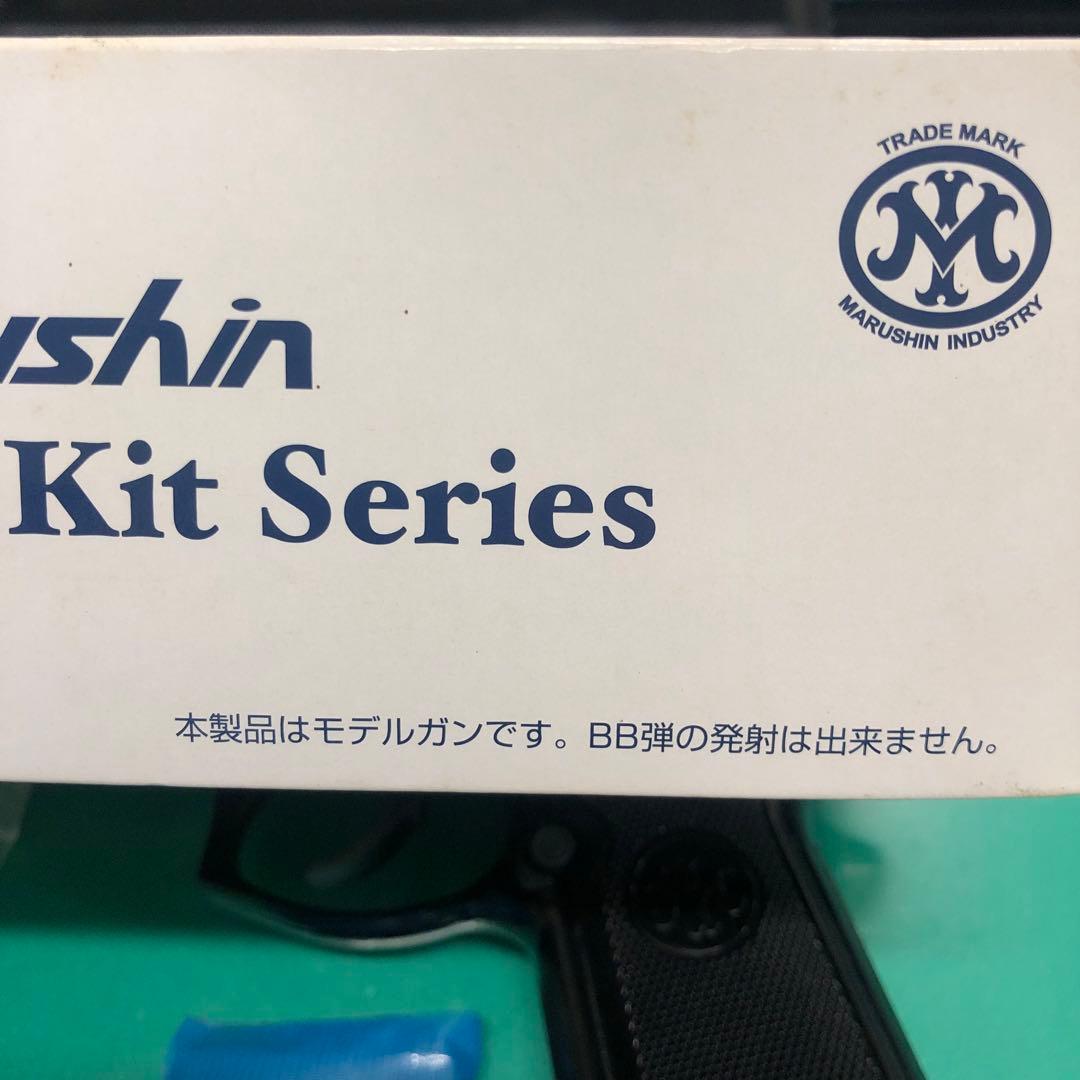 TRADE MARK
M
MARUSHIN INDUSTRY
ushin
Kit Series
本製品はモデルガンです。BB弾の発射は出来ません。